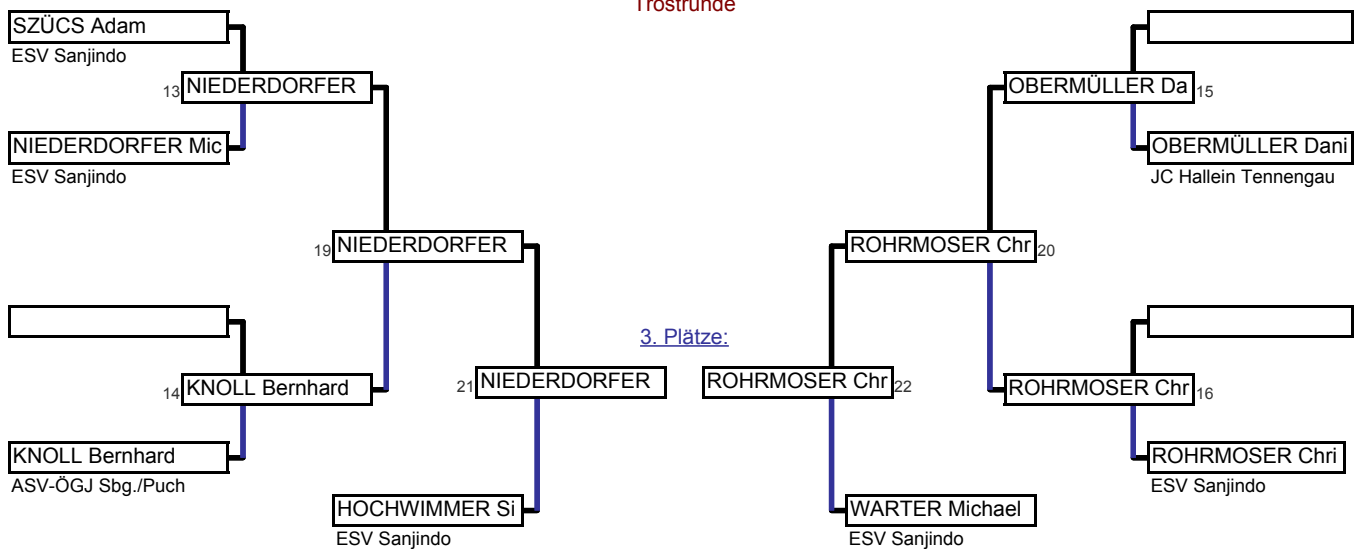 Trostrunde
SZÜCS Adam
ESV Sanjindo
13 NIEDERDORFER
OBERMÜLLER Da 15
NIEDERDORFER Mic
ESV Sanjindo
OBERMÜLLER Dani
JC Hallein Tennengau
19 NIEDERDORFER
ROHRMOSER Chr 20
3. Plätze:
14 KNOLL Bernhard
21 NIEDERDORFER
ROHRMOSER Chr 22
ROHRMOSER Chr 16
KNOLL Bernhard
ASV-ÖGJ Sbg./Puch
ROHRMOSER Chri
ESV Sanjindo
HOCHWIMMER Si
ESV Sanjindo
WARTER Michael
ESV Sanjindo